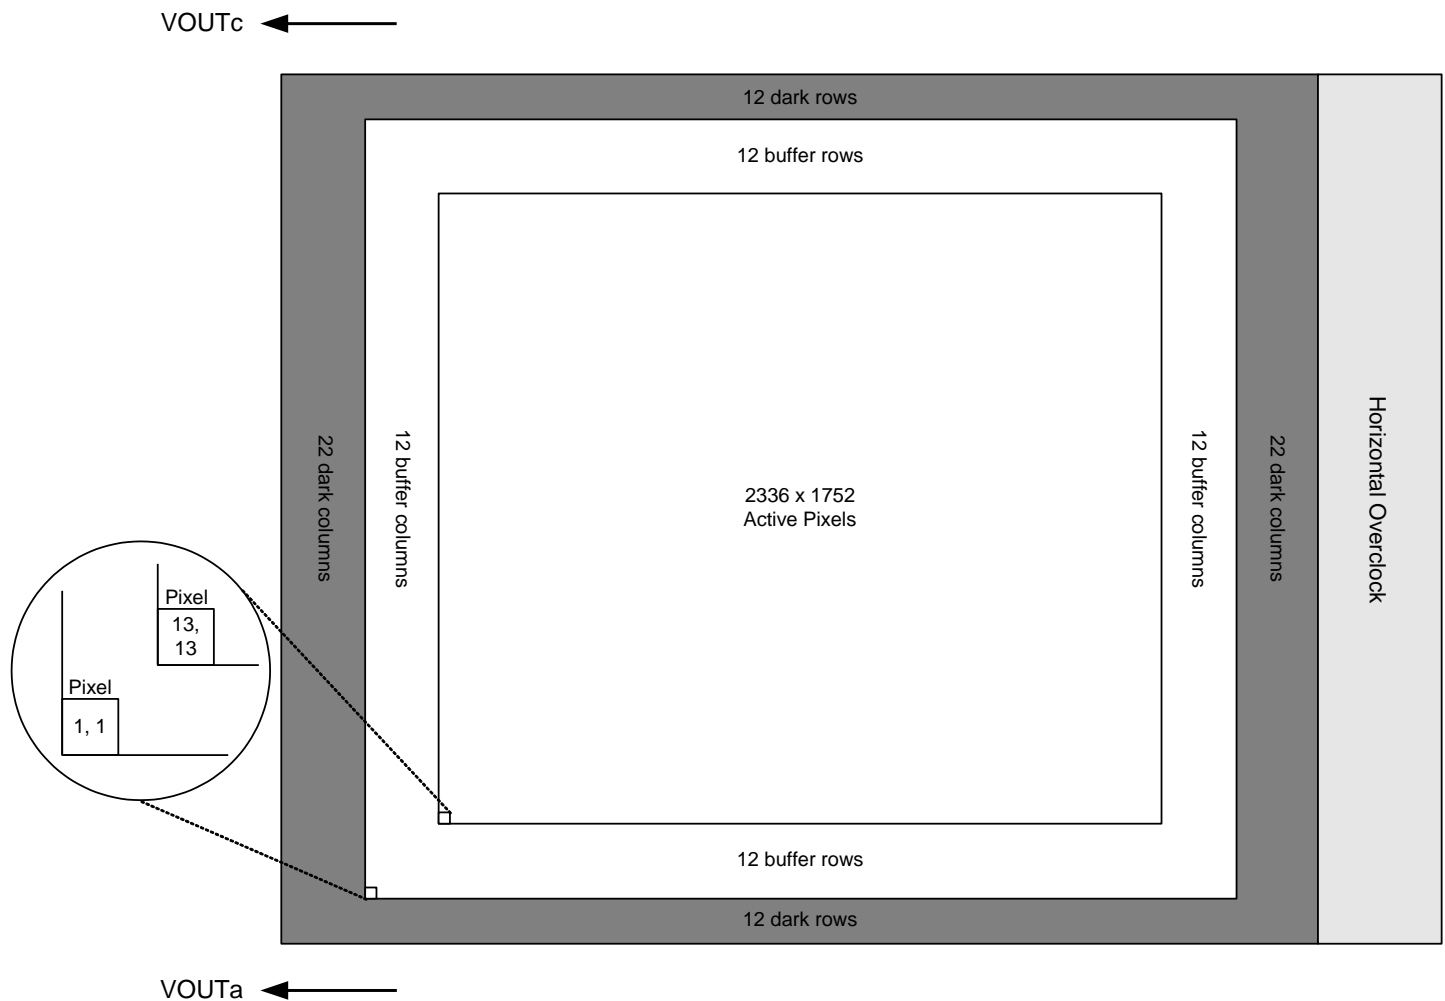 VOUTc
12 dark rows
12 buffer rows
22 dark columns
12 buffer columns
2336 x 1752
Active Pixels
12 buffer columns
22 dark columns
Horizontal Overclock
Pixel
13,
13
Pixel
1, 1
12 buffer rows
12 dark rows
VOUTa